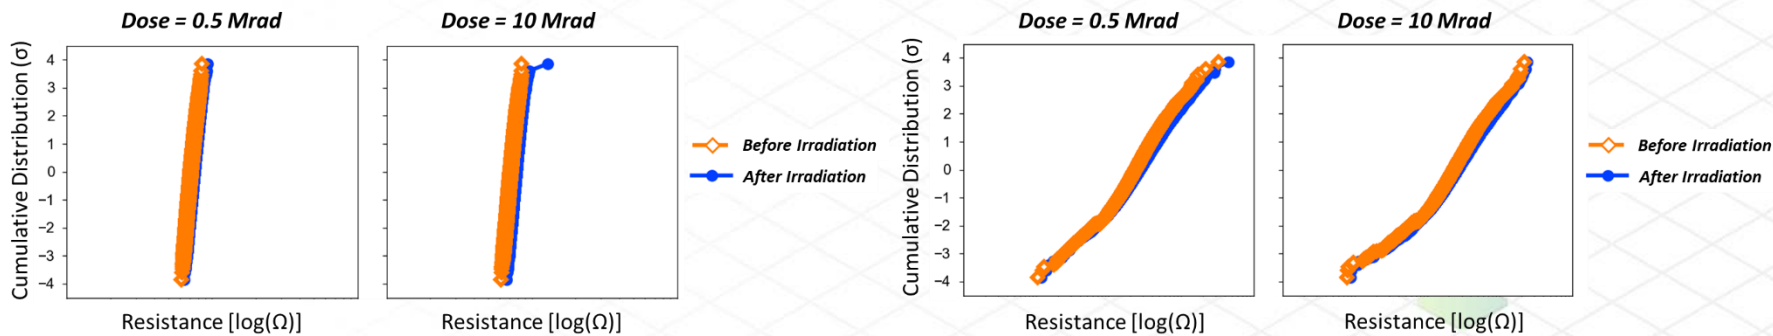 Dose = 0.5 Mrad
Dose = 10 Mrad
Cumulative Distribution (σ)
4
3
2
1
0
−1
−2
−3
−4
Resistance [log(Ω)]
Resistance [log(Ω)]
Before Irradiation
After Irradiation
Dose = 0.5 Mrad
Dose = 10 Mrad
Cumulative Distribution (σ)
4
3
2
1
0
−1
−2
−3
−4
Resistance [log(Ω)]
Resistance [log(Ω)]
Before Irradiation
After Irradiation